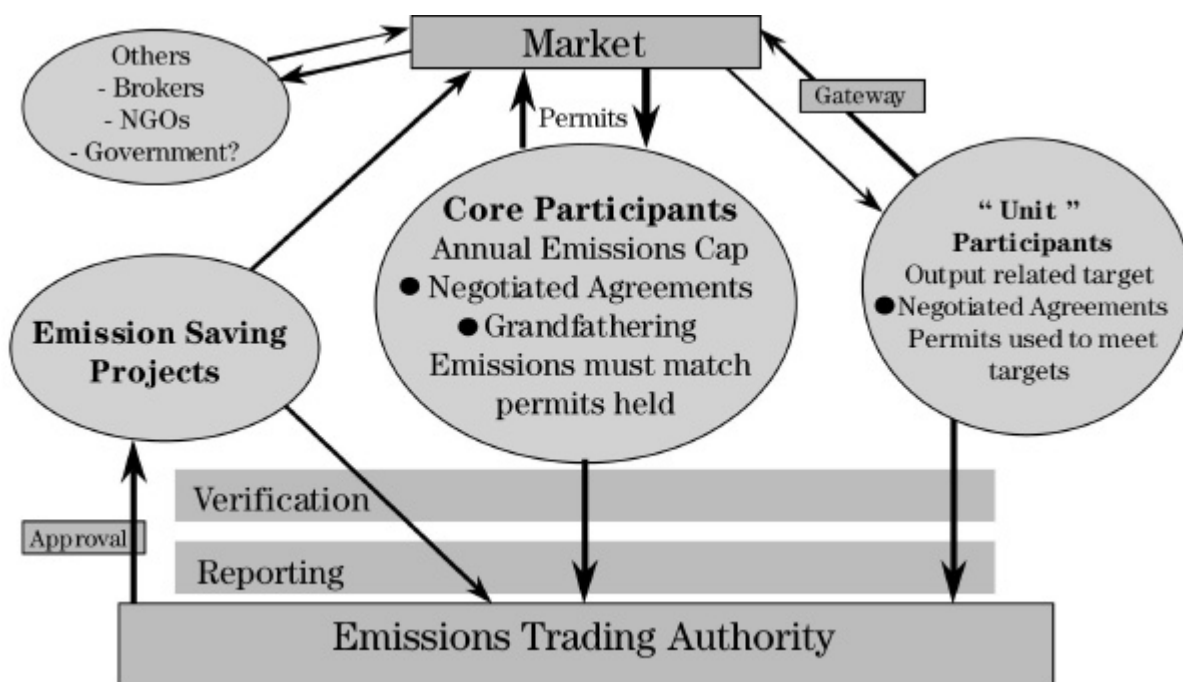 Others
- Brokers
- NGOs
- Government?
Market
Gateway
Permits
Core Participants
Annual Emissions Cap
● Negotiated Agreements
● Grandfathering
Emissions must match
permits held
“ Unit ”
Participants
Output related target
● Negotiated Agreements
Permits used to meet
targets
Emission Saving
Projects
Verification
Approval
Reporting
Emissions Trading Authority